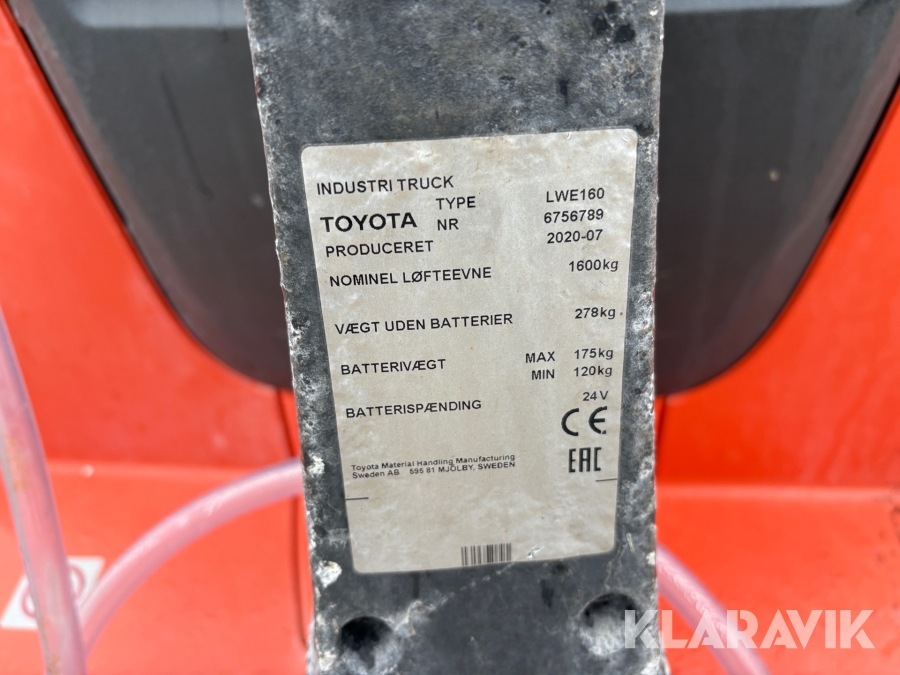 INDUSTRI TRUCK
TOYOTA TYPE LWE160
NR 6756789
PRODUCERET 2020-07
NOMINEL LØFTEEVNE 1600kg
VÆGT UDEN BATTERIER 278kg
BATTERIVÆGT MAX 175kg
MIN 120kg
BATTERISPÆNDING 24V
CE
EAC
Toyota Material Handling Manufacturing
Sweden AB 595 81 MJÖLBY, SWEDEN
KLARAVIK